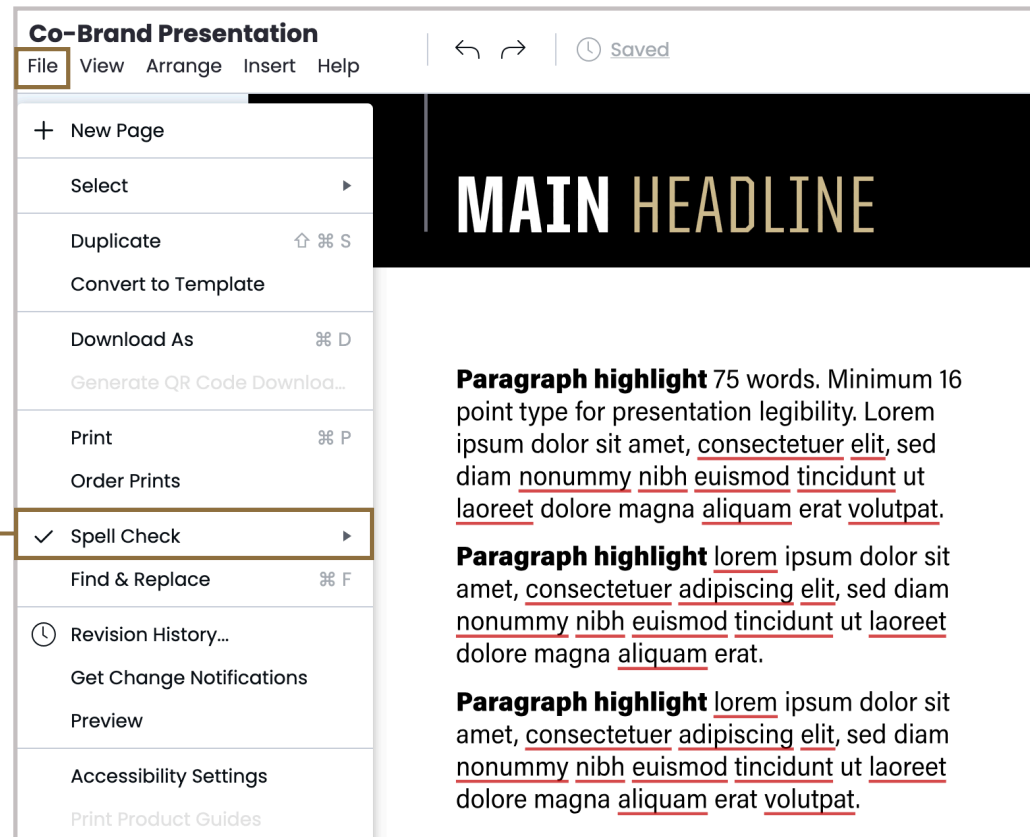 Co-Brand Presentation
File View Arrange Insert Help
Saved
New Page
Select
Duplicate ⇧ ⌘ S
Convert to Template
Download As ⌘ D
Generate QR Code Downloa...
Print ⌘ P
Order Prints
Spell Check
Find & Replace ⌘ F
Revision History...
Get Change Notifications
Preview
Accessibility Settings
Print Product Guides
MAIN HEADLINE
Paragraph highlight 75 words. Minimum 16
point type for presentation legibility. Lorem
ipsum dolor sit amet, consectetuer elit, sed
diam nonummy nibh euismod tincidunt ut
laoreet dolore magna aliquam erat volutpat.
Paragraph highlight lorem ipsum dolor sit
amet, consectetuer adipiscing elit, sed diam
nonummy nibh euismod tincidunt ut laoreet
dolore magna aliquam erat.
Paragraph highlight lorem ipsum dolor sit
amet, consectetuer adipiscing elit, sed diam
nonummy nibh euismod tincidunt ut laoreet
dolore magna aliquam erat volutpat.